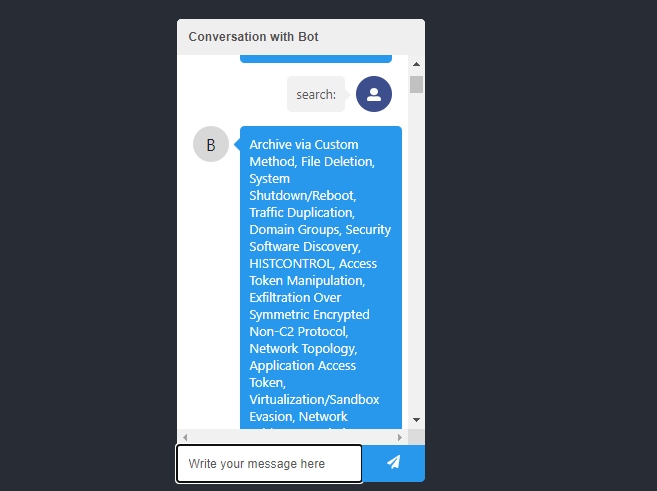 Conversation with Bot
search:
B
Archive via Custom
Method, File Deletion,
System
Shutdown/Reboot,
Traffic Duplication,
Domain Groups, Security
Software Discovery,
HISTCONTROL, Access
Token Manipulation,
Exfiltration Over
Symmetric Encrypted
Non-C2 Protocol,
Network Topology,
Application Access
Token,
Virtualization/Sandbox
Evasion, Network
Write your message here